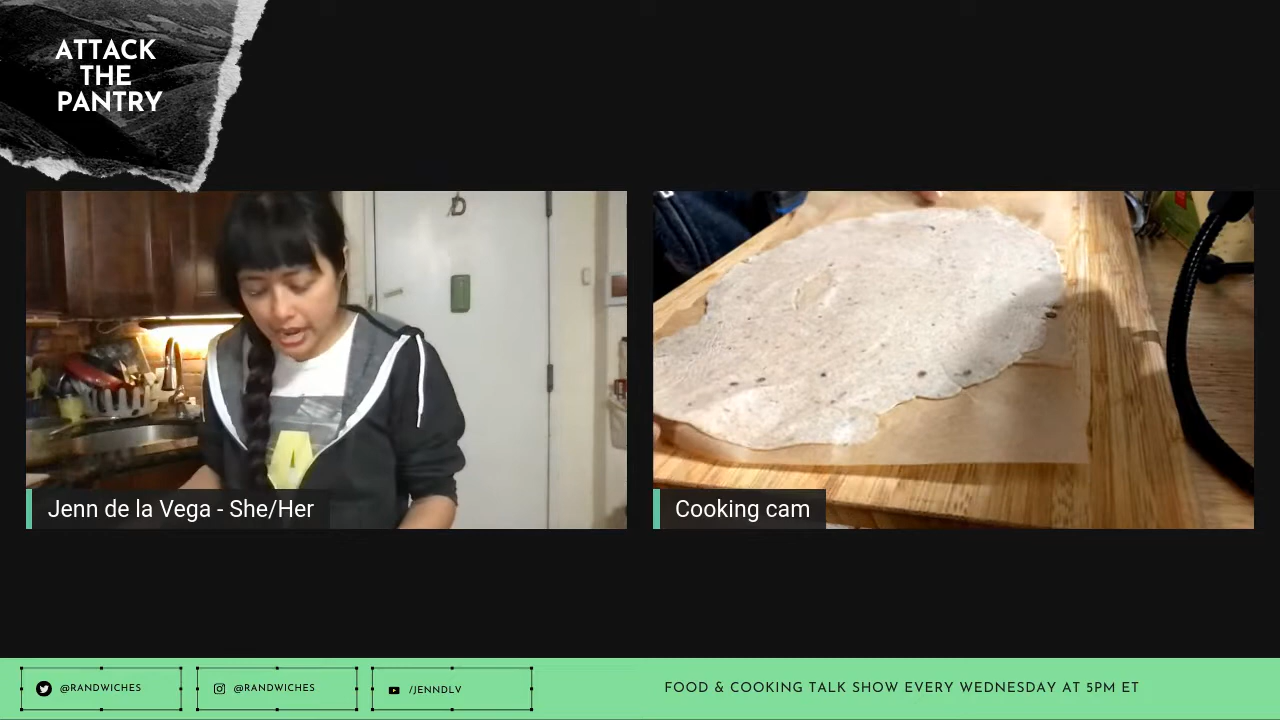 ATTACK
THE
PANTRY
Jenn de la Vega - She/Her
Cooking cam
@RANDWICHES
@RANDWICHES
/JENNDLV
FOOD & COOKING TALK SHOW EVERY WEDNESDAY AT 5PM ET